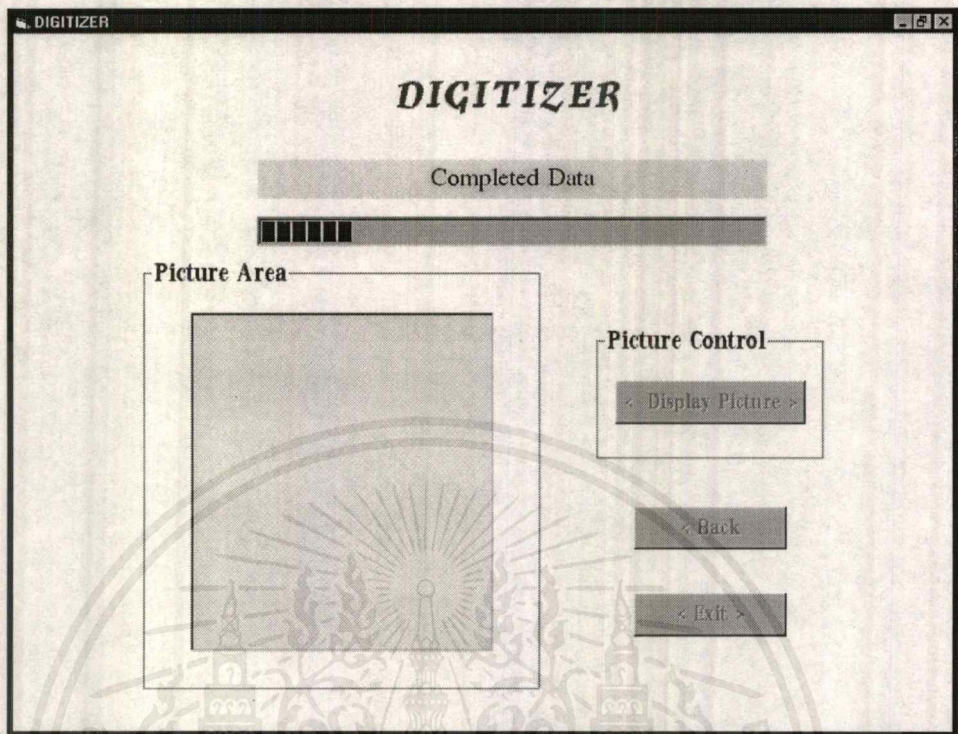 DIGITIZER
DIGITIZER
Completed Data
Picture Area
Picture Control
< Display Picture >
< Back
< Exit >